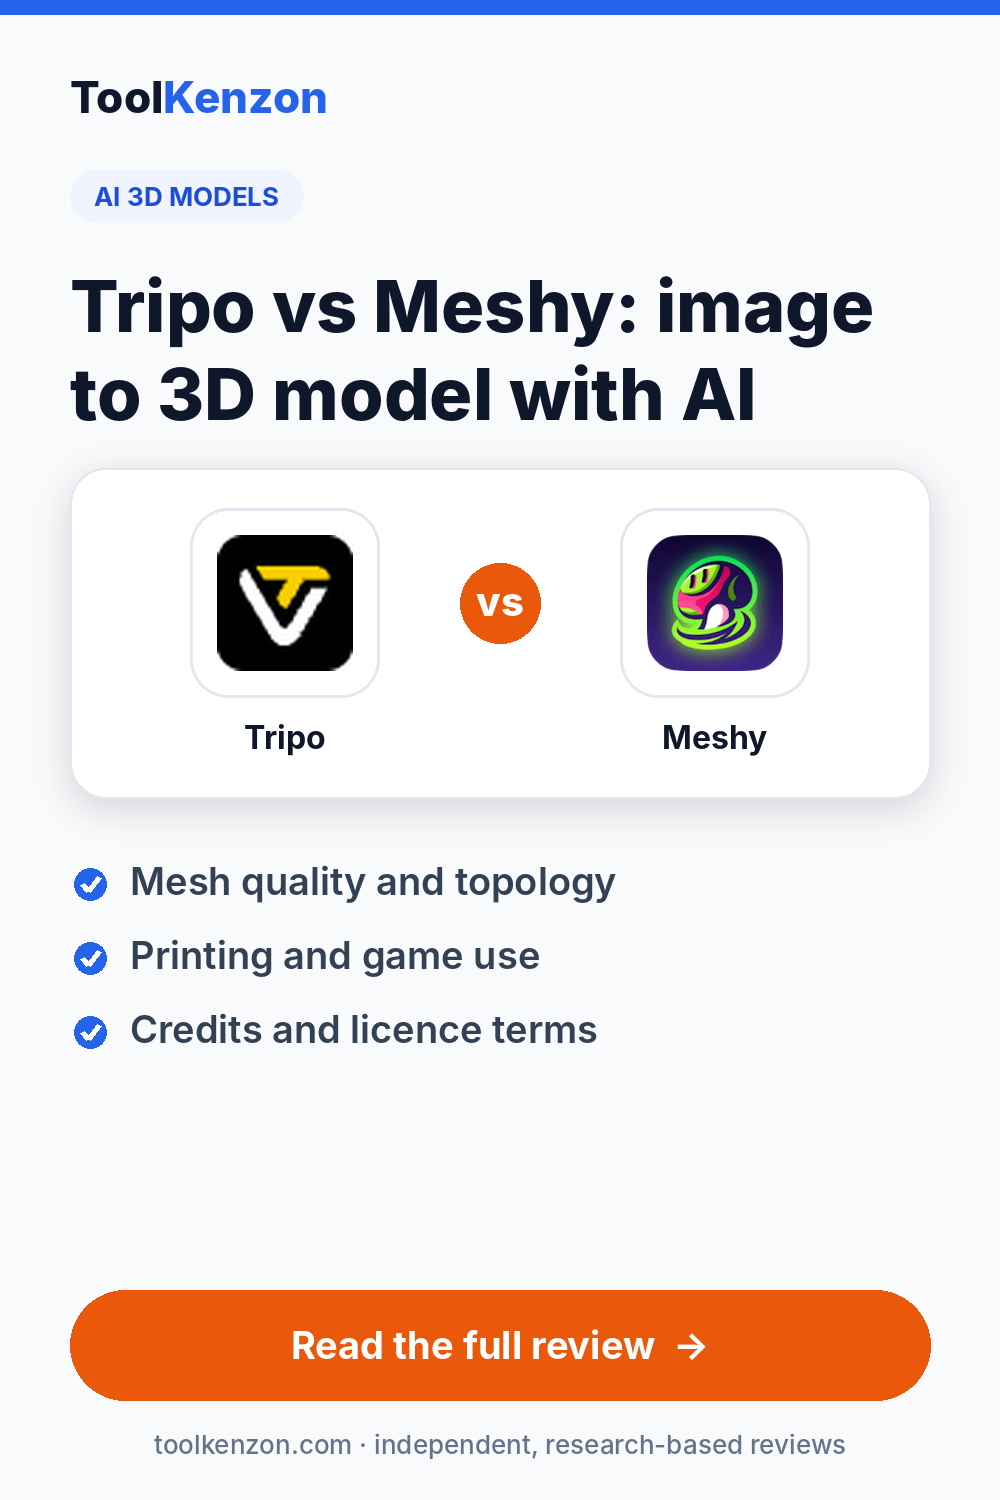 ToolKenzon
AI 3D MODELS
Tripo vs Meshy: image
to 3D model with AI
vs
Tripo
Meshy
Mesh quality and topology
Printing and game use
Credits and licence terms
Read the full review →
toolkenzon.com · independent, research-based reviews